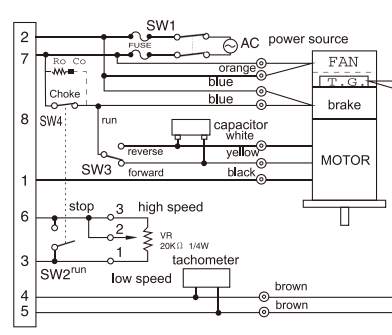 SW1
2
FUSE
AC power source
7
orange
FAN
Ro Co
T.G.
blue
Choke
blue
brake
8
SW4
run
capacitor
white
reverse
yellow
SW3
MOTOR
forward
black
1
6
stop
3
high speed
2
VR
20KΩ 1/4W
3
1
SW2
run
low speed
tachometer
brown
4
brown
5